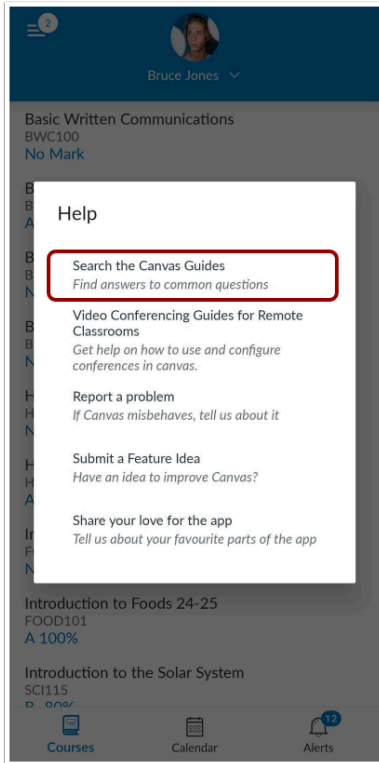 2
Bruce Jones
Basic Written Communications
BWC100
No Mark
B
B
A
Help
B
B
N
Search the Canvas Guides
Find answers to common questions
Video Conferencing Guides for Remote
Classrooms
B
B
N
Get help on how to use and configure
conferences in canvas.
H
H
N
Report a problem
If Canvas misbehaves, tell us about it
H
H
A
Submit a Feature Idea
Have an idea to improve Canvas?
In
F
N
Share your love for the app
Tell us about your favourite parts of the app
Introduction to Foods 24-25
FOOD101
A 100%
Introduction to the Solar System
SCI115
B 80%
12
Courses
Calendar
Alerts